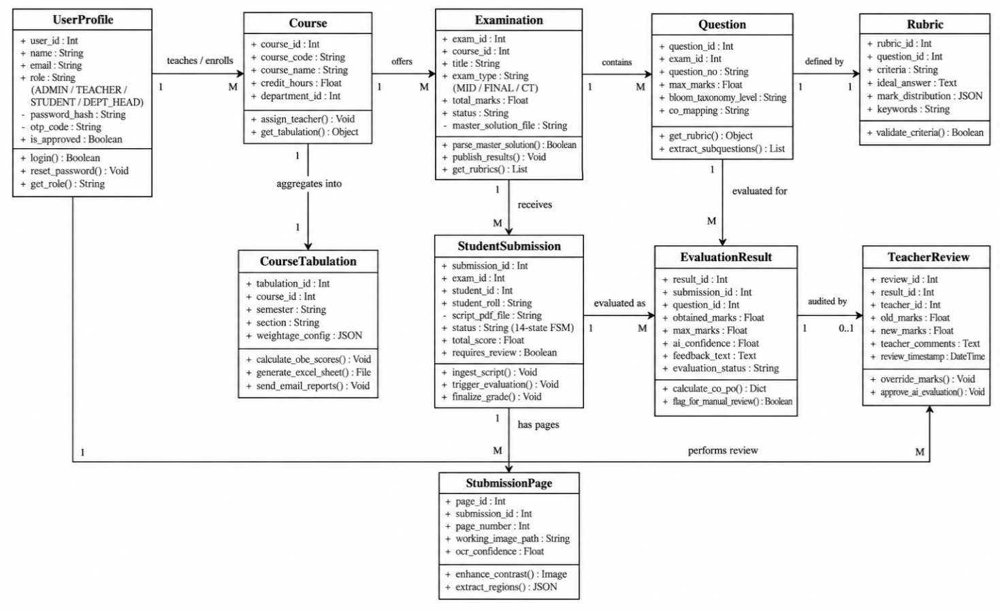 UserProfile
+ user_id : Int
+ name : String
+ email : String
+ role : String
(ADMIN / TEACHER /
STUDENT / DEPT_HEAD)
- password_hash : String
- otp_code : String
+ is_approved : Boolean
+ login() : Boolean
+ reset_password() : Void
+ get_role() : String
teaches / enrolls
1
M
Course
+ course_id : Int
+ course_code : String
+ course_name : String
+ credit_hours : Float
+ department_id : Int
+ assign_teacher() : Void
+ get_tabulation() : Object
offers
1
M
Examination
+ exam_id : Int
+ course_id : Int
+ title : String
+ exam_type : String
(MID / FINAL / CT)
+ total_marks : Float
+ status : String
- master_solution_file : String
+ parse_master_solution() : Boolean
+ publish_results() : Void
+ get_rubrics() : List
contains
1
M
Question
+ question_id : Int
+ exam_id : Int
+ question_no : String
+ max_marks : Float
+ bloom_taxonomy_level : String
+ co_mapping : String
+ get_rubric() : Object
+ extract_subquestions() : List
defined by
1
1
Rubric
+ rubric_id : Int
+ question_id : Int
+ criteria : String
+ ideal_answer : Text
+ mark_distribution : JSON
+ keywords : String
+ validate_criteria() : Boolean
1
aggregates into
1
1
receives
M
1
evaluated for
M
CourseTabulation
+ tabulation_id : Int
+ course_id : Int
+ semester : String
+ section : String
+ weightage_config : JSON
+ calculate_obe_scores() : Void
+ generate_excel_sheet() : File
+ send_email_reports() : Void
StudentSubmission
+ submission_id : Int
+ exam_id : Int
+ student_id : Int
+ student_roll : String
- script_pdf_file : String
+ status : String (14-state FSM)
+ total_score : Float
+ requires_review : Boolean
+ ingest_script() : Void
+ trigger_evaluation() : Void
+ finalize_grade() : Void
evaluated as
1
M
EvaluationResult
+ result_id : Int
+ submission_id : Int
+ question_id : Int
+ obtained_marks : Float
+ max_marks : Float
+ ai_confidence : Float
+ feedback_text : Text
+ evaluation_status : String
+ calculate_co_po() : Dict
+ flag_for_manual_review() : Boolean
audited by
1
0..1
TeacherReview
+ review_id : Int
+ result_id : Int
+ teacher_id : Int
+ old_marks : Float
+ new_marks : Float
+ teacher_comments : Text
+ review_timestamp : DateTime
+ override_marks() : Void
+ approve_ai_evaluation() : Void
1
has pages
M
1
performs review
M
StubmissionPage
+ page_id : Int
+ submission_id : Int
+ page_number : Int
+ working_image_path : String
+ ocr_confidence : Float
+ enhance_contrast() : Image
+ extract_regions() : JSON